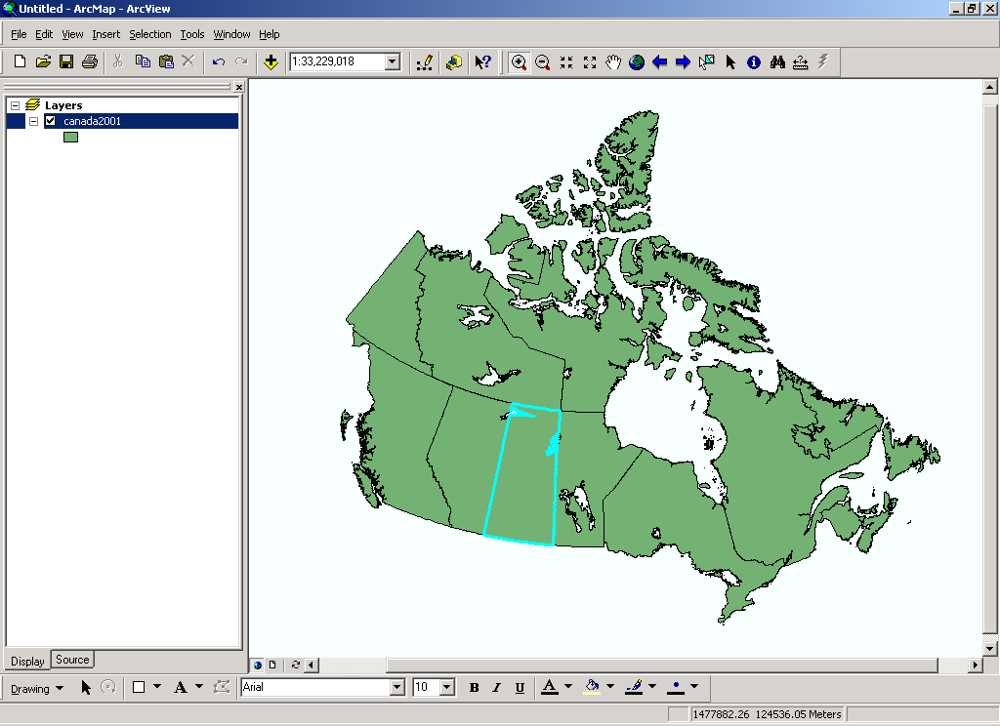 Untitled - ArcMap - ArcView
File Edit View Insert Selection Tools Window Help
1:33,229,018
Layers
canada2001
Display Source
Drawing A Arial 10 B I U A
1477882.26 124536.05 Meters